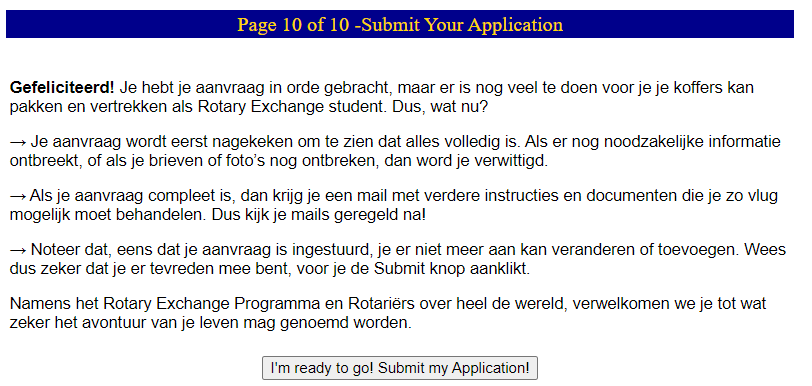 Page 10 of 10 -Submit Your Application
Gefeliciteerd! Je hebt je aanvraag in orde gebracht, maar er is nog veel te doen voor je je koffers kan
pakken en vertrekken als Rotary Exchange student. Dus, wat nu?
→ Je aanvraag wordt eerst nagekeken om te zien dat alles volledig is. Als er nog noodzakelijke informatie
ontbreekt, of als je brieven of foto’s nog ontbreken, dan word je verwittigd.
→ Als je aanvraag compleet is, dan krijg je een mail met verdere instructies en documenten die je zo vlug
mogelijk moet behandelen. Dus kijk je mails geregeld na!
→ Noteer dat, eens dat je aanvraag is ingestuurd, je er niet meer aan kan veranderen of toevoegen. Wees
dus zeker dat je er tevreden mee bent, voor je de Submit knop aanklikt.
Namens het Rotary Exchange Programma en Rotariërs over heel de wereld, verwelkomen we je tot wat
zeker het avontuur van je leven mag genoemd worden.
I'm ready to go! Submit my Application!